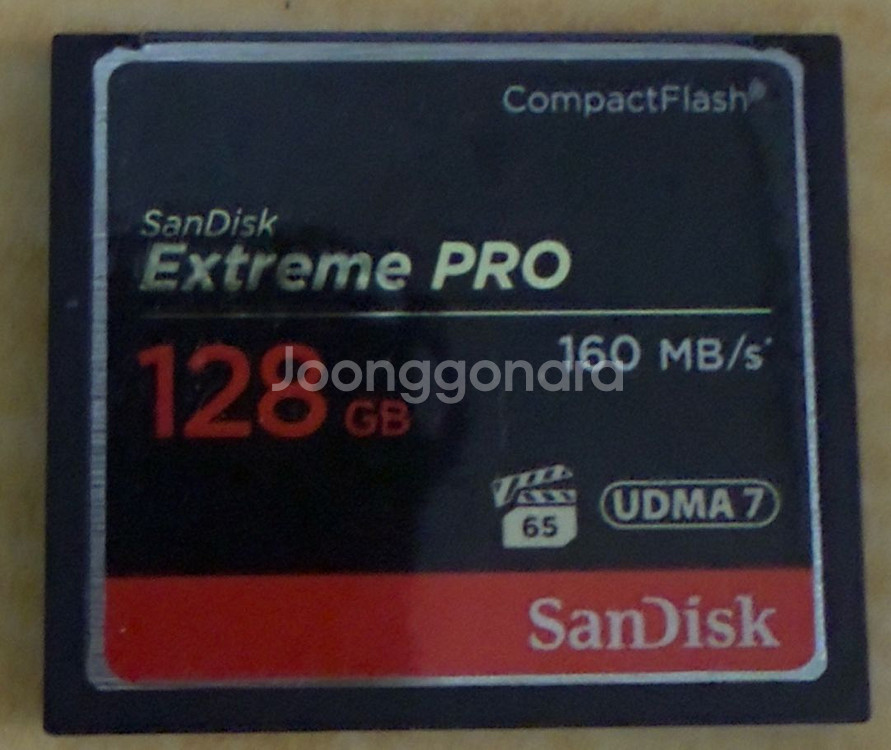 CompactFlash®
SanDisk
Extreme PRO
128 GB
160 MB/s*
Joonggonara
65
UDMA 7
SanDisk